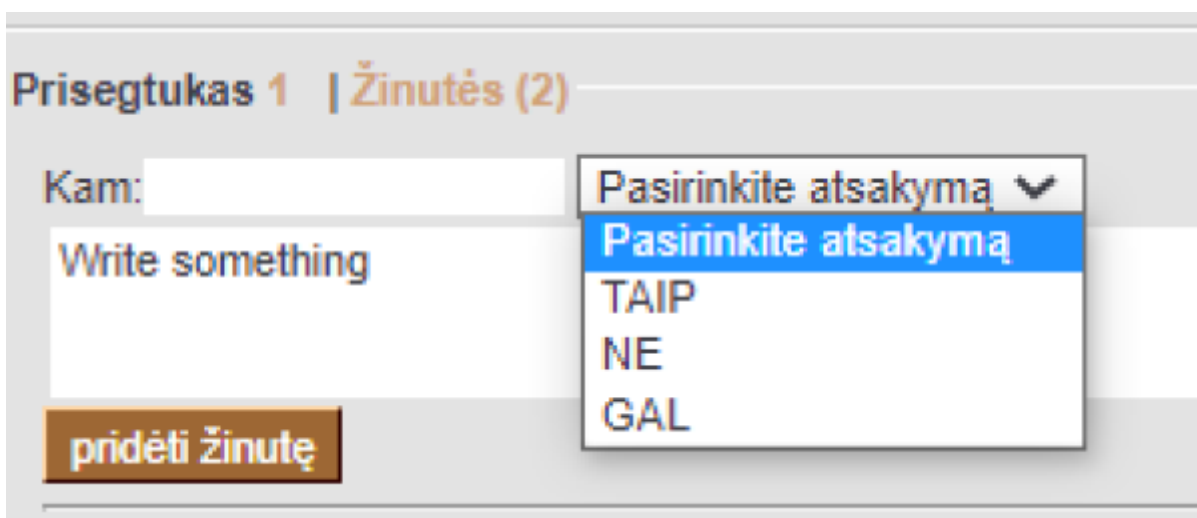 Prisegtukas 1 | Žinutės (2)
Kam: Pasirinkite atsakymą
Write something
Pasirinkite atsakymą
TAIP
NE
GAL
pridėti žinutę